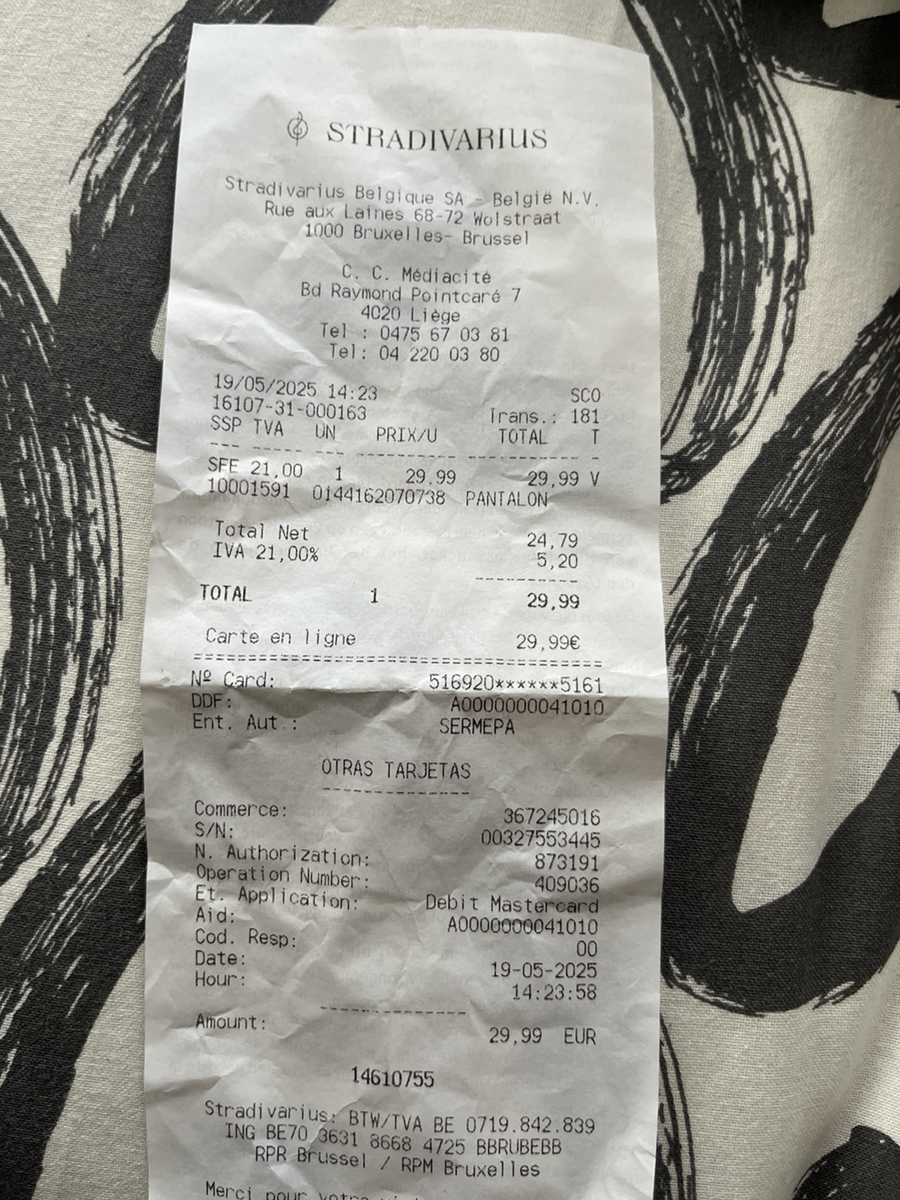 STRADIVARIUS
Stradivarius Belgique SA - België N.V.
Rue aux Laines 68-72 Wolstraat
1000 Bruxelles- Brussel
C. C. Médiacité
Bd Raymond Pointcaré 7
4020 Liège
Tel : 0475 67 03 81
Tel: 04 220 03 80
19/05/2025 14:23 SCO
16107-31-000163 Trans.: 181
SSP TVA UN PRIX/U TOTAL T
SFE 21,00 1 29,99 29,99 V
10001591 0144162070738 PANTALON
Total Net 24,79
IVA 21,00% 5,20
TOTAL 1 29,99
Carte en ligne 29,99€
Nº Card: 516920******5161
DDF: A0000000041010
Ent. Aut.: SERMEPA
OTRAS TARJETAS
Commerce: 367245016
S/N: 00327553445
N. Authorization: 873191
Operation Number: 409036
Et. Application: Debit Mastercard
Aid: A0000000041010
Cod. Resp: 00
Date: 19-05-2025
Hour: 14:23:58
Amount: 29,99 EUR
14610755
Stradivarius: BTW/TVA BE 0719.842.839
ING BE70 3631 8668 4725 BBRUBEBB
RPR Brussel / RPM Bruxelles
Merci pour votre